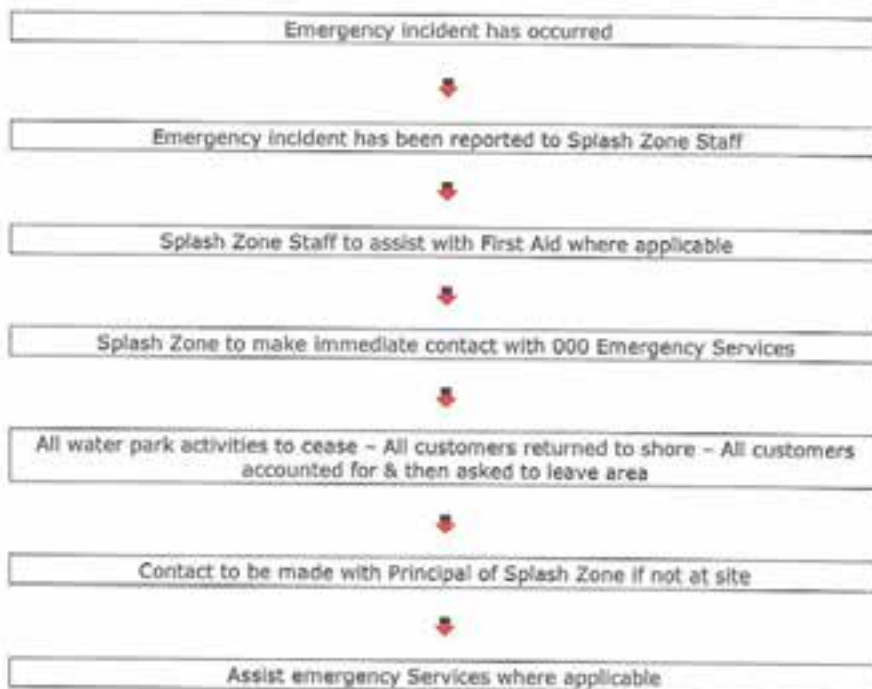 Emergency incident has occurred
Emergency incident has been reported to Splash Zone Staff
Splash Zone Staff to assist with First Aid where applicable
Splash Zone to make immediate contact with 000 Emergency Services
All water park activities to cease – All customers returned to shore – All customers
accounted for & then asked to leave area
Contact to be made with Principal of Splash Zone if not at site
Assist emergency Services where applicable